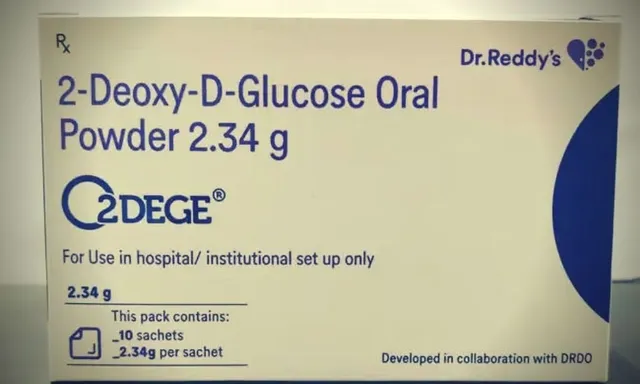 Rx
Dr.Reddy's
2-Deoxy-D-Glucose Oral
Powder 2.34 g
2DEGE®
For Use in hospital/ institutional set up only
2.34 g
This pack contains:
_10 sachets
_2.34g per sachet
Developed in collaboration with DRDO